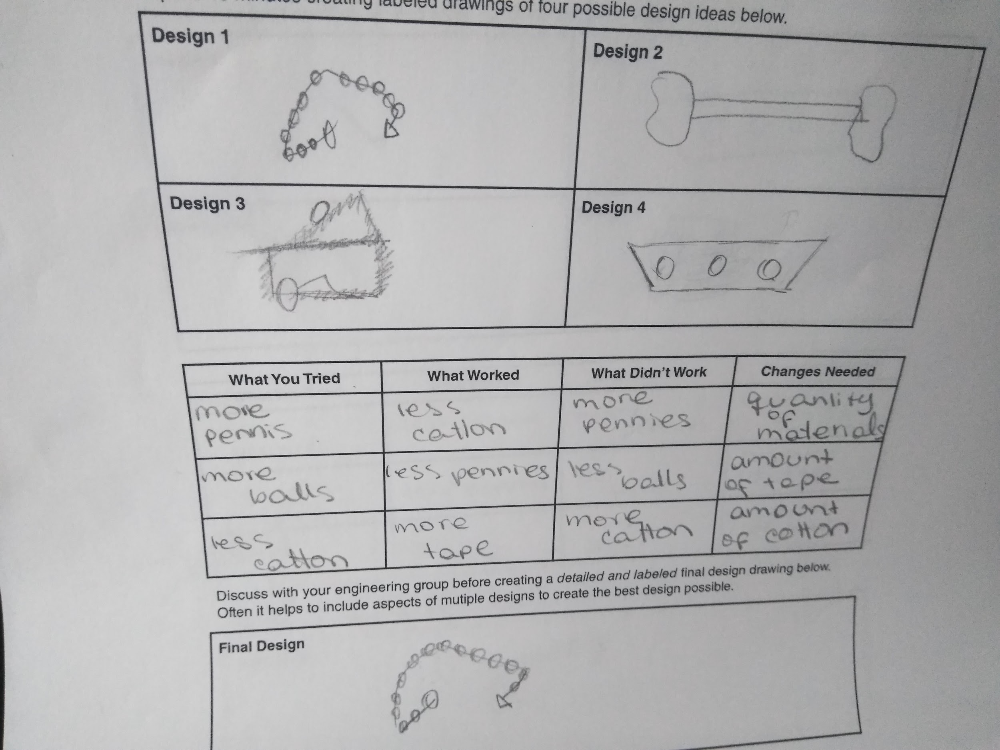 creating labeled drawings of four possible design ideas below.
Design 1
Design 2
Design 3
Design 4
What You Tried
What Worked
What Didn't Work
Changes Needed
more
pennis
less
catlon
more
pennies
quanlity
of
materials
more
balls
less pennies
less
balls
amount
of tape
less
catton
more
tape
more
catton
amount
of cotton
Discuss with your engineering group before creating a detailed and labeled final design drawing below.
Often it helps to include aspects of mutiple designs to create the best design possible.
Final Design